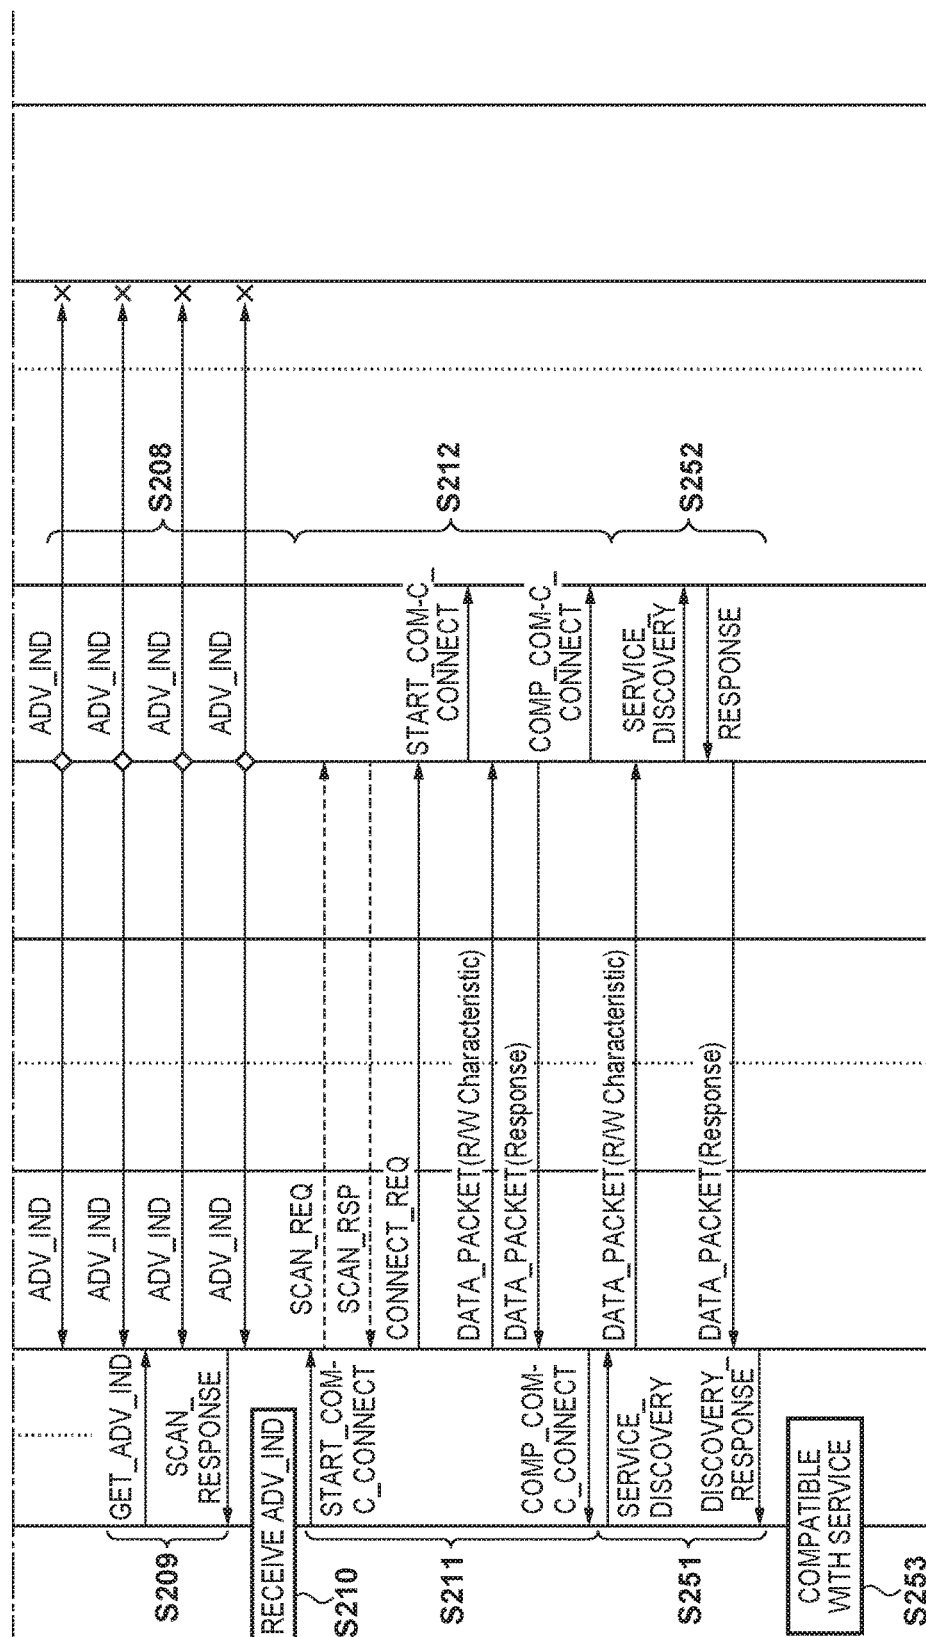 ADV_IND
ADV_IND
ADV_IND
ADV_IND
ADV_IND
ADV_IND
ADV_IND
ADV_IND
S208
GET_ADV_IND
SCAN_
RESPONSE
S209
RECEIVE ADV_IND
S210
START_COM-
C_CONNECT
SCAN_REQ
SCAN_RSP
CONNECT_REQ
START_COM-C_
CONNECT
DATA_PACKET(R/W Characteristic)
DATA_PACKET(Response)
COMP_COM-
C_CONNECT
COMP_COM-C_
CONNECT
S211
S212
SERVICE_
DISCOVERY
DATA_PACKET(R/W Characteristic)
SERVICE_
DISCOVERY
RESPONSE
DATA_PACKET(Response)
DISCOVERY_
RESPONSE
S251
S252
COMPATIBLE
WITH SERVICE
S253